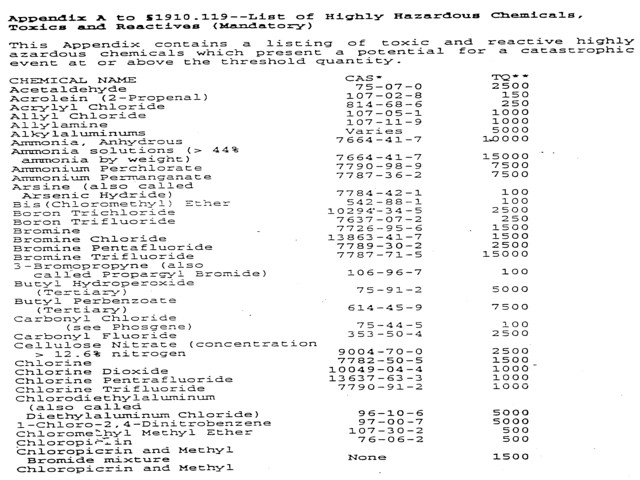 Appendix A to §1910.119--List of Highly Hazardous Chemicals,
Toxics and Reactives (Mandatory)
This Appendix contains a listing of toxic and reactive highly
azardous chemicals which present a potential for a catastrophic
event at or above the threshold quantity.
CHEMICAL NAME CAS* TQ**
Acetaldehyde 75-07-0 2500
Acrolein (2-Propenal) 107-02-8 150
Acrylyl Chloride 814-68-6 250
Allyl Chloride 107-05-1 1000
Allylamine 107-11-9 1000
Alkylaluminums Varies 5000
Ammonia, Anhydrous 7664-41-7 10000
Ammonia solutions (> 44%
ammonia by weight) 7664-41-7 15000
Ammonium Perchlorate 7790-98-9 7500
Ammonium Permanganate 7787-36-2 7500
Arsine (also called
Arsenic Hydride) 7784-42-1 100
Bis(Chloromethyl) Ether 542-88-1 100
Boron Trichloride 10294-34-5 2500
Boron Trifluoride 7637-07-2 250
Bromine 7726-95-6 1500
Bromine Chloride 13863-41-7 1500
Bromine Pentafluoride 7789-30-2 2500
Bromine Trifluoride 7787-71-5 15000
3-Bromopropyne (also
called Propargyl Bromide) 106-96-7 100
Butyl Hydroperoxide
(Tertiary) 75-91-2 5000
Butyl Perbenzoate
(Tertiary) 614-45-9 7500
Carbonyl Chloride
(see Phosgene) 75-44-5 100
Carbonyl Fluoride 353-50-4 2500
Cellulose Nitrate (concentration
> 12.6% nitrogen 9004-70-0 2500
Chlorine 7782-50-5 1500
Chlorine Dioxide 10049-04-4 1000
Chlorine Pentrafluoride 13637-63-3 1000
Chlorine Trifluoride 7790-91-2 1000
Chlorodiethylaluminum
(also called
Diethylaluminum Chloride) 96-10-6 5000
1-Chloro-2,4-Dinitrobenzene 97-00-7 5000
Chloromethyl Methyl Ether 107-30-2 500
Chloropicrin 76-06-2 500
Chloropicrin and Methyl
Bromide mixture None 1500
Chloropicrin and Methyl